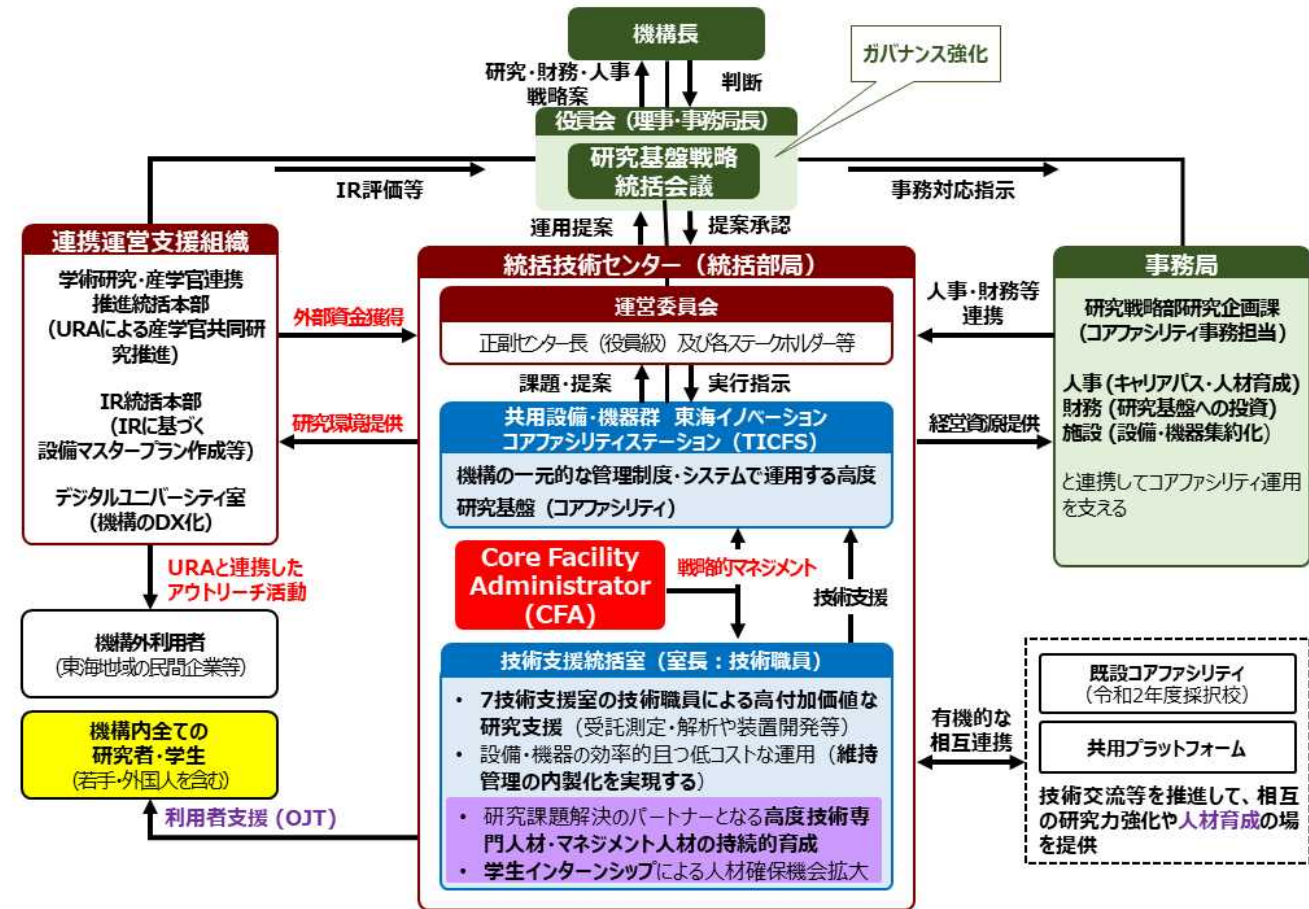 機構長
ガバナンス強化
研究・財務・人事
戦略案
判断
役員会（理事・事務局長）
研究基盤戦略
統括会議
IR評価等
事務対応指示
運用提案
提案承認
連携運営支援組織
学術研究・産学官連携
推進統括本部
(URAによる産学官共同研
究推進)
IR統括本部
(IRに基づく
設備マスタープラン作成等)
デジタルユニバーシティ室
(機構のDX化)
外部資金獲得
研究環境提供
統括技術センター（統括部局）
運営委員会
正副センター長（役員級）及び各ステークホルダー等
課題・提案
実行指示
共用設備・機器群 東海イノベーション
コアファシリティステーション（TICFS）
機構の一元的な管理制度・システムで運用する高度
研究基盤（コアファシリティ）
Core Facility
Administrator
(CFA)
戦略的マネジメント
技術支援
技術支援統括室（室長：技術職員）
• 7技術支援室の技術職員による高付加価値な
研究支援（受託測定・解析や装置開発等）
• 設備・機器の効率的且つ低コストな運用（維持
管理の内製化を実現する）
• 研究課題解決のパートナーとなる高度技術専
門人材・マネジメント人材の持続的育成
• 学生インターンシップによる人材確保機会拡大
人事・財務等
連携
経営資源提供
事務局
研究戦略部研究企画課
(コアファシリティ事務担当)
人事 (キャリアパス・人材育成)
財務 (研究基盤への投資)
施設 (設備・機器集約化)
と連携してコアファシリティ運用
を支える
URAと連携した
アウトリーチ活動
機構外利用者
(東海地域の民間企業等)
機構内全ての
研究者・学生
(若手・外国人を含む)
利用者支援 (OJT)
有機的な
相互連携
既設コアファシリティ
（令和2年度採択校）
共用プラットフォーム
技術交流等を推進して、相互
の研究力強化や人材育成の場
を提供